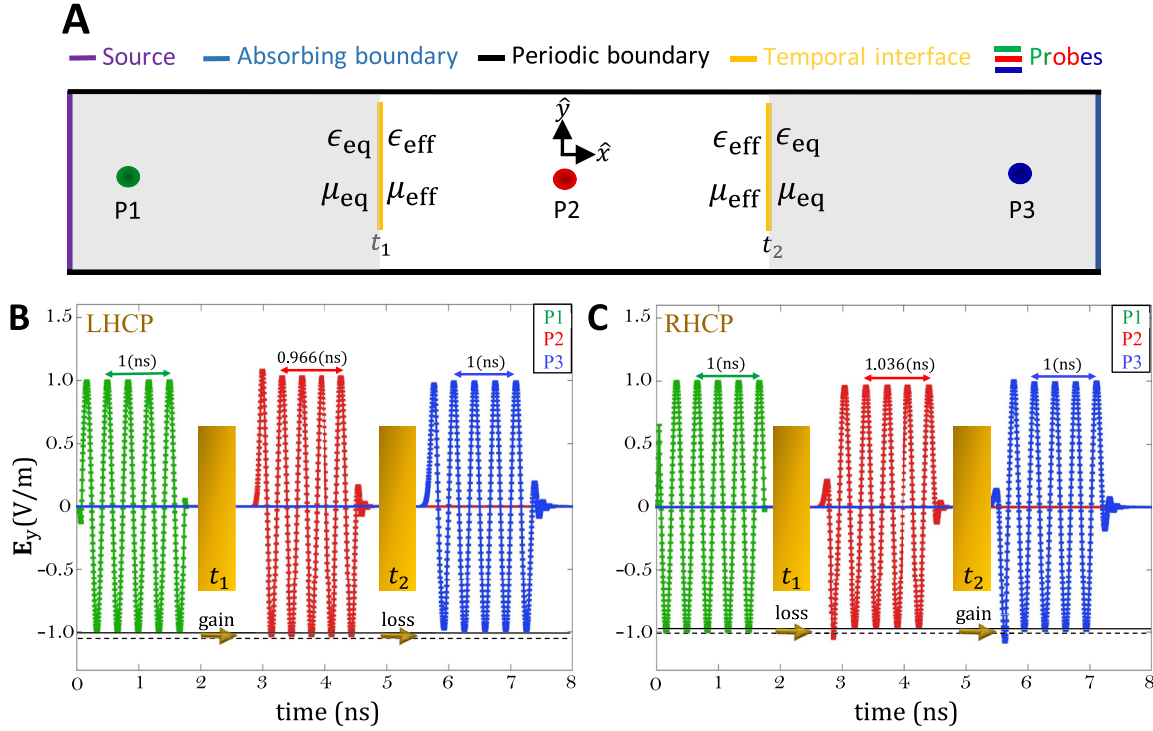 A
Source Absorbing boundary Periodic boundary Temporal interface Probes
ŷ
x̂
ϵeq ϵeff ϵeff ϵeq
μeq μeff μeff μeq
P1 P2 P3
t1 t2
B
LHCP
P1
P2
P3
1(ns) 0.966(ns) 1(ns)
1.5
1.0
0.5
0
−0.5
−1.0
Ey(V/m)
t1 t2
gain loss
0 1 2 3 4 5 6 7 8
time (ns)
C
RHCP
P1
P2
P3
1(ns) 1.036(ns) 1(ns)
1.5
1.0
0.5
0
−0.5
−1.0
t1 t2
loss gain
0 1 2 3 4 5 6 7 8
time (ns)